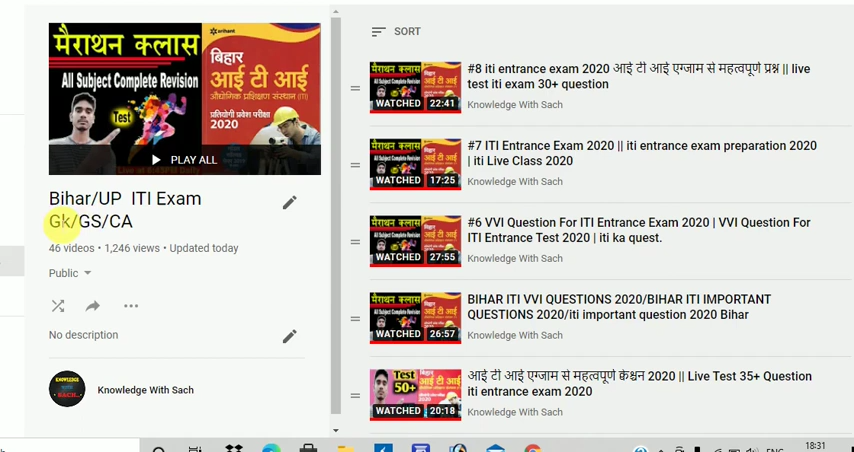 मैराथन क्लास
All Subject Complete Revision
Test
arihant
बिहार
आई टी आई
औद्योगिक प्रशिक्षण संस्थान (ITI)
प्रतियोगी प्रवेश परीक्षा
2020
PLAY ALL
Bihar/UP ITI Exam
Gk/GS/CA
46 videos • 1,246 views • Updated today
Public
No description
Knowledge With Sach
SORT
#8 iti entrance exam 2020 आई टी आई एग्जाम से महत्वपूर्ण प्रश्न || live
test iti exam 30+ question
Knowledge With Sach
WATCHED 22:41
#7 ITI Entrance Exam 2020 || iti entrance exam preparation 2020
| iti Live Class 2020
Knowledge With Sach
WATCHED 17:25
#6 VVI Question For ITI Entrance Exam 2020 | VVI Question For
ITI Entrance Test 2020 | iti ka quest.
Knowledge With Sach
WATCHED 27:55
BIHAR ITI VVI QUESTIONS 2020/BIHAR ITI IMPORTANT
QUESTIONS 2020/iti important question 2020 Bihar
Knowledge With Sach
WATCHED 26:57
आई टी आई एग्जाम से महत्वपूर्ण क्वेश्चन 2020 || Live Test 35+ Question
iti entrance exam 2020
Knowledge With Sach
Test
50+
WATCHED 20:18
ENG
18:31